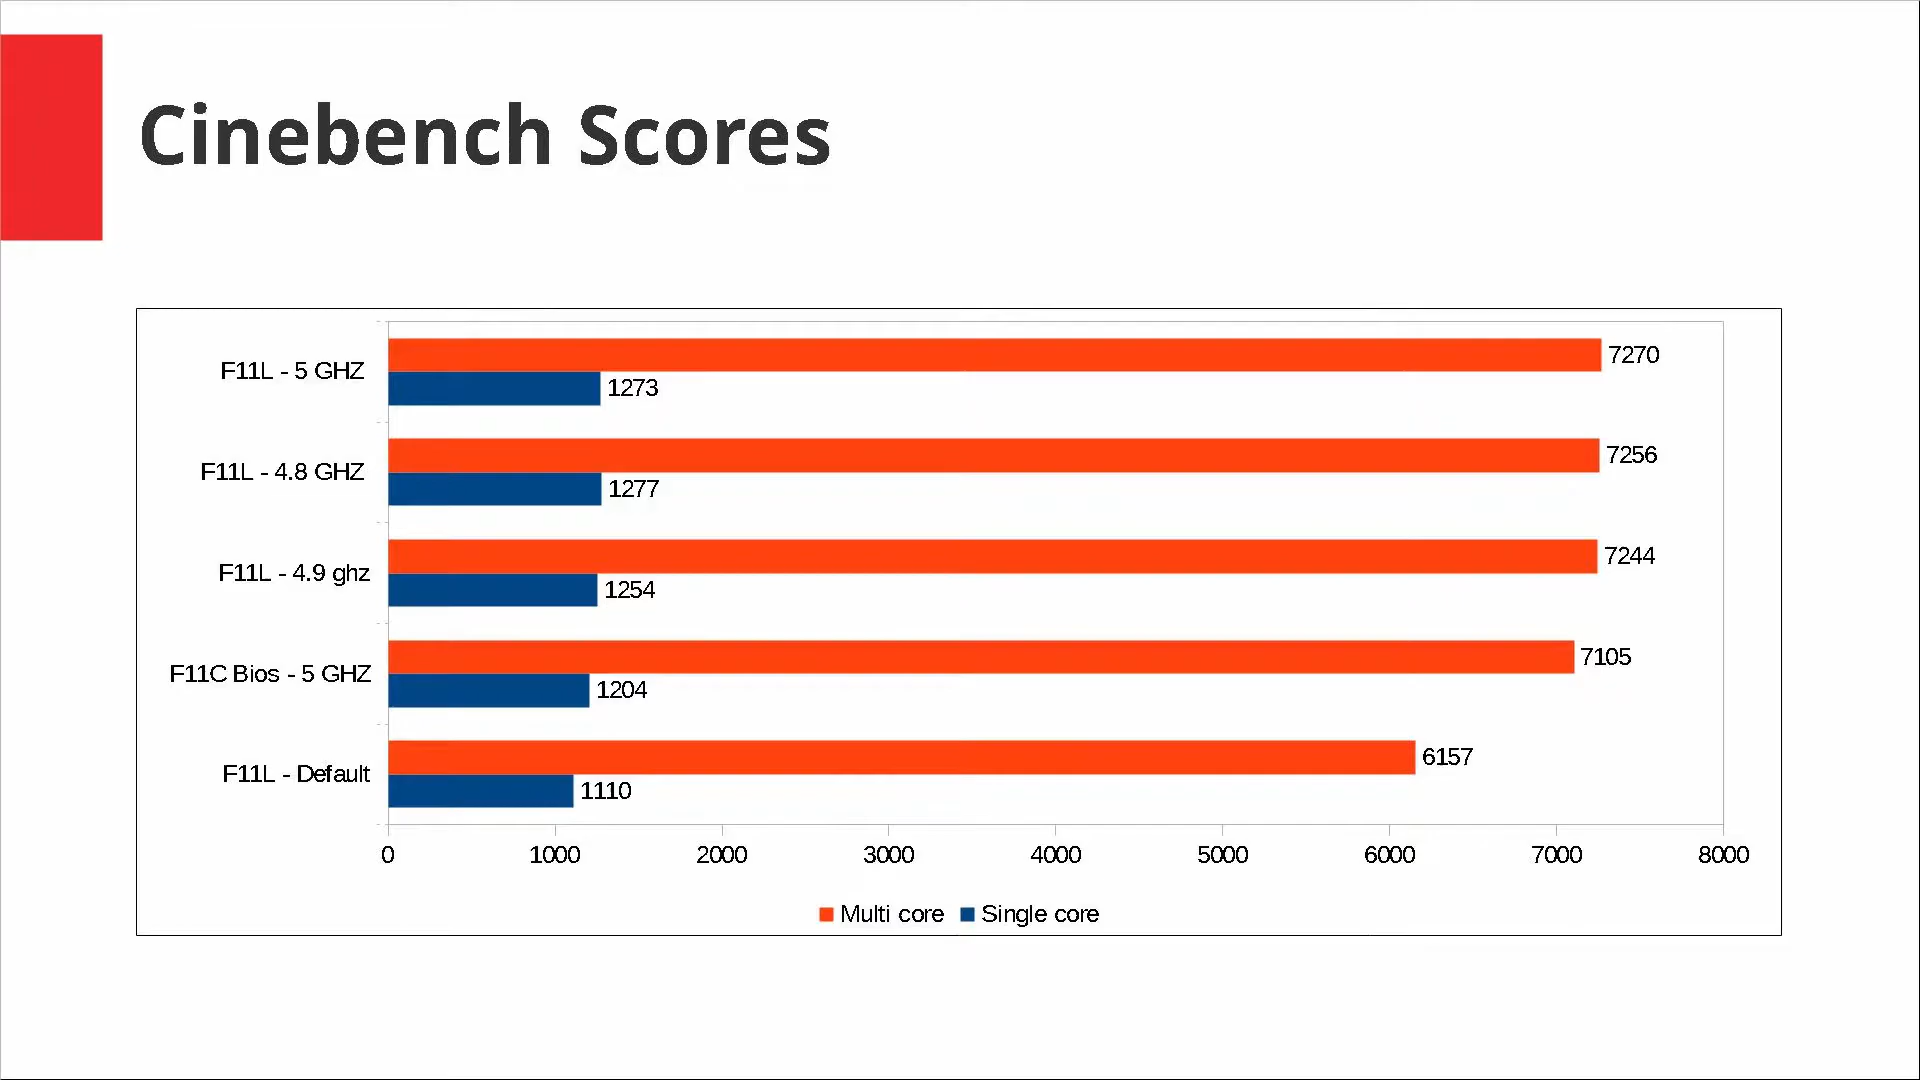 Cinebench Scores
F11L - 5 GHZ
7270
1273
F11L - 4.8 GHZ
7256
1277
F11L - 4.9 ghz
7244
1254
F11C Bios - 5 GHZ
7105
1204
F11L - Default
6157
1110
0 1000 2000 3000 4000 5000 6000 7000 8000
Multi core Single core